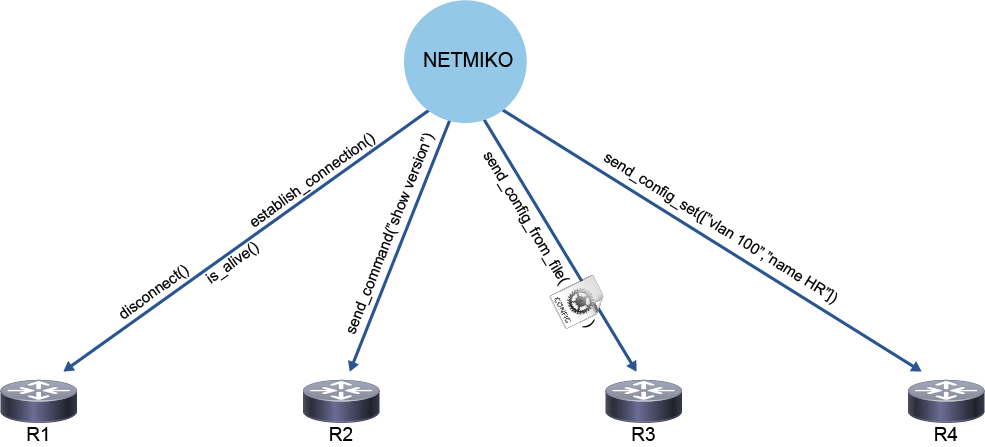 NETMIKO
establish_connection()
is_alive()
disconnect()
send_command("show version")
send_config_from_file(
CONFIG
)
send_config_set(["vlan 100","name HR"])
R1
R2
R3
R4